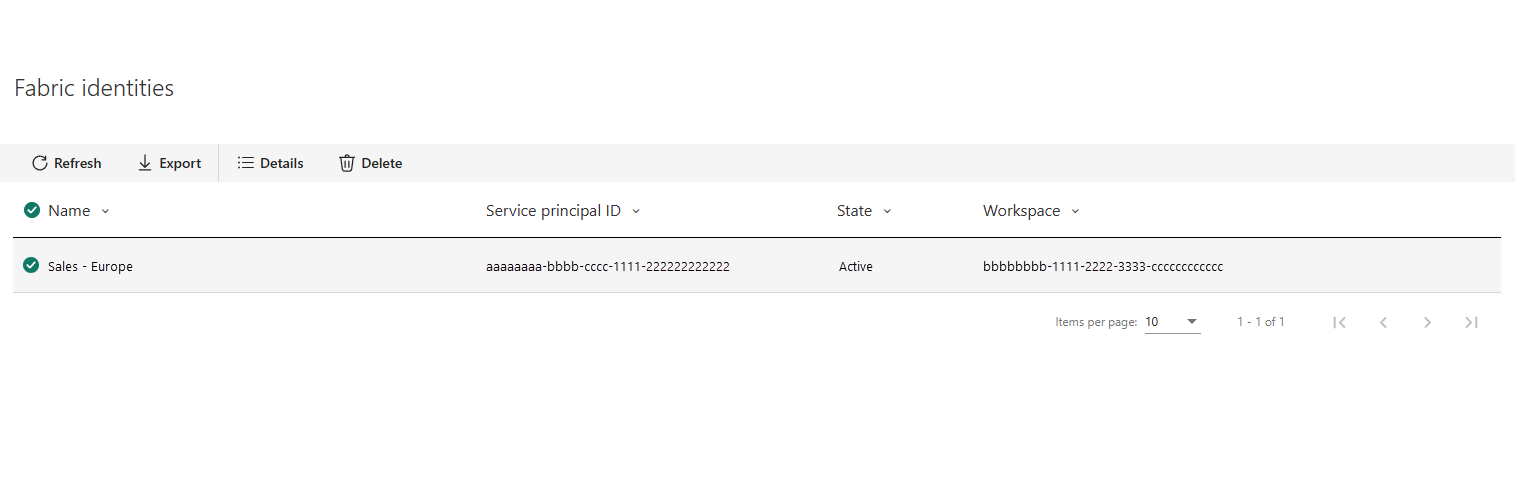 Fabric identities
Refresh Export Details Delete
Name Service principal ID State Workspace
Sales - Europe aaaaaaaa-bbbb-cccc-1111-222222222222 Active bbbbbbbb-1111-2222-3333-cccccccccccc
Items per page: 10 1 - 1 of 1